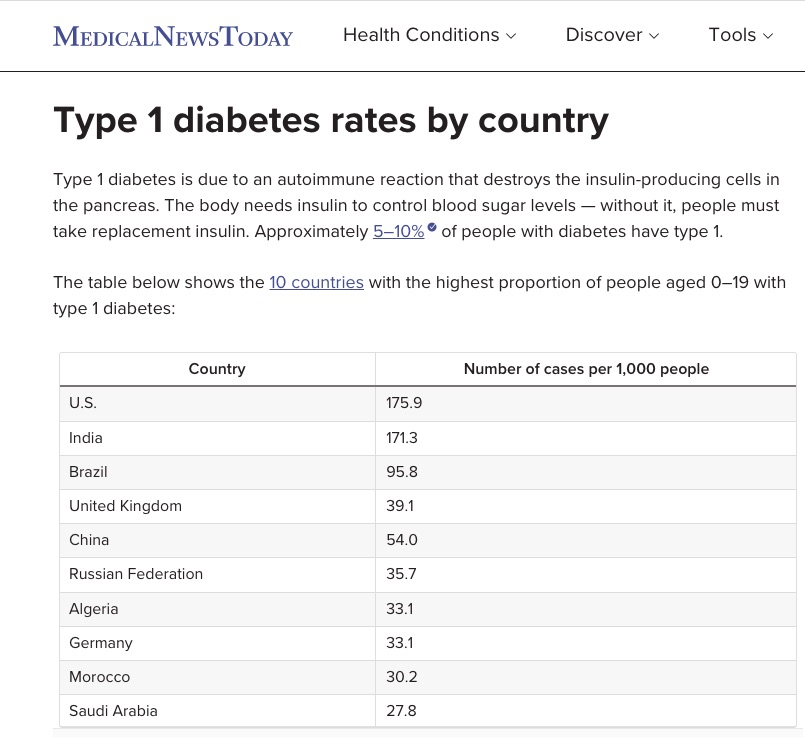 MEDICALNEWSTODAY Health Conditions Discover Tools
Type 1 diabetes rates by country
Type 1 diabetes is due to an autoimmune reaction that destroys the insulin-producing cells in
the pancreas. The body needs insulin to control blood sugar levels — without it, people must
take replacement insulin. Approximately 5–10% of people with diabetes have type 1.
The table below shows the 10 countries with the highest proportion of people aged 0–19 with
type 1 diabetes:
Country Number of cases per 1,000 people
U.S. 175.9
India 171.3
Brazil 95.8
United Kingdom 39.1
China 54.0
Russian Federation 35.7
Algeria 33.1
Germany 33.1
Morocco 30.2
Saudi Arabia 27.8